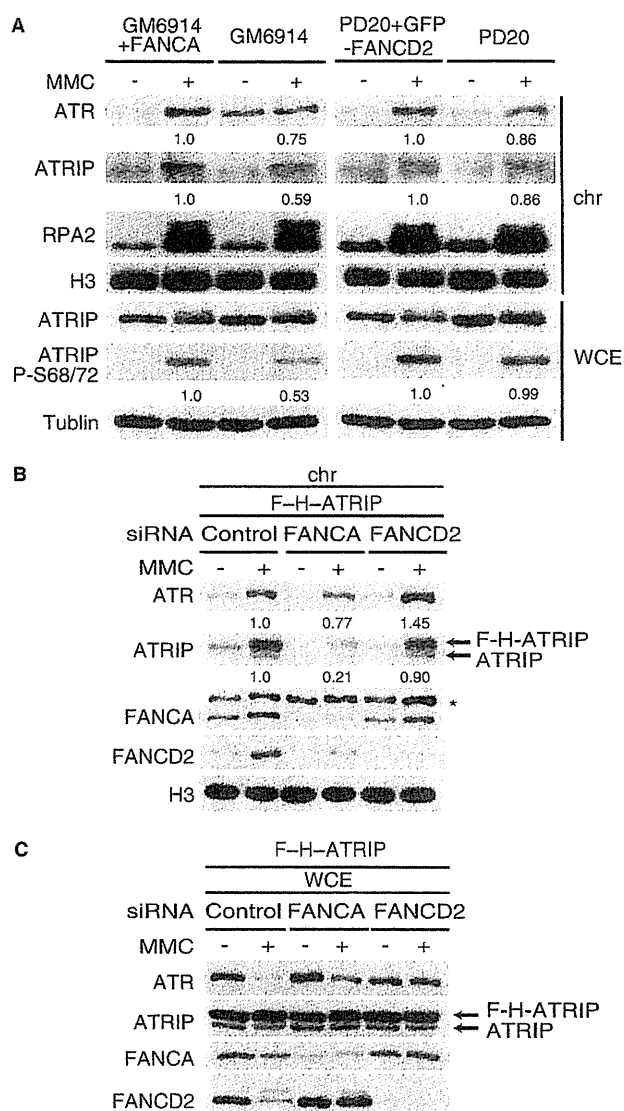 A
GM6914 +FANCA GM6914 PD20+GFP -FANCD2 PD20
MMC - + - + - + - +
ATR
1.0 0.75 1.0 0.86
ATRIP
1.0 0.59 1.0 0.86
chr
RPA2
H3
ATRIP
ATRIP P-S68/72
WCE
1.0 0.53 1.0 0.99
Tublin
B
chr
F-H-ATRIP
siRNA Control FANCA FANCD2
MMC - + - + - +
ATR
1.0 0.77 1.45
ATRIP
F-H-ATRIP
ATRIP
1.0 0.21 0.90
*
FANCA
FANCD2
H3
C
F-H-ATRIP
WCE
siRNA Control FANCA FANCD2
MMC - + - + - +
ATR
ATRIP
F-H-ATRIP
ATRIP
FANCA
FANCD2